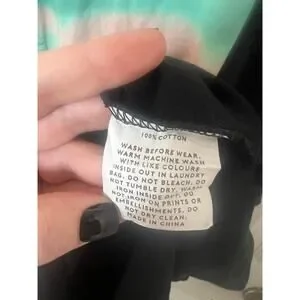 100% COTTON
WASH BEFORE WEAR.
WARM MACHINE WASH
WITH LIKE COLOURS
INSIDE OUT IN LAUNDRY
BAG. DO NOT BLEACH. DO
NOT TUMBLE DRY. WARM
IRON INSIDE OUT. DO
NOT IRON ON PRINTS OR
EMBELLISHMENTS. DO
NOT DRY CLEAN.
MADE IN CHINA